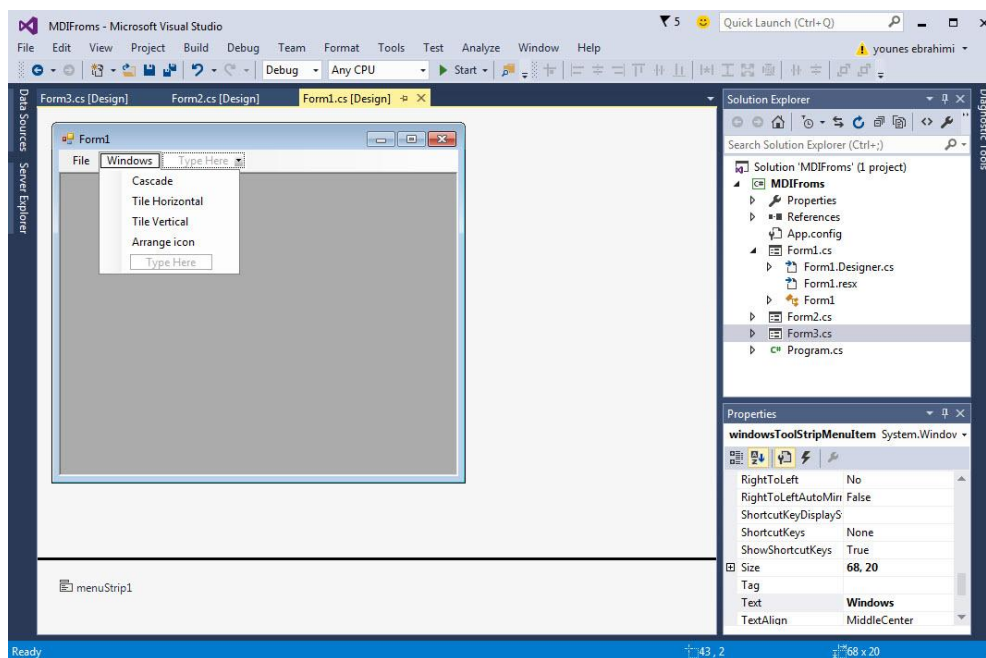 MDIFroms - Microsoft Visual Studio
5
Quick Launch (Ctrl+Q)
File Edit View Project Build Debug Team Format Tools Test Analyze Window Help
younes ebrahimi
Debug Any CPU Start
Data Sources
Server Explorer
Form3.cs [Design] Form2.cs [Design] Form1.cs [Design]
Form1
File Windows Type Here
Cascade
Tile Horizontal
Tile Vertical
Arrange icon
Type Here
menuStrip1
Solution Explorer
Search Solution Explorer (Ctrl+;)
Solution 'MDIFroms' (1 project)
C# MDIFroms
Properties
References
App.config
Form1.cs
Form1.Designer.cs
Form1.resx
Form1
Form2.cs
Form3.cs
C# Program.cs
Diagnostic Tools
Properties
windowsToolStripMenuItem System.Window
RightToLeft No
RightToLeftAutoMirr False
ShortcutKeyDisplayS
ShortcutKeys None
ShowShortcutKeys True
Size 68, 20
Tag
Text Windows
TextAlign MiddleCenter
Ready 43 , 2 68 x 20